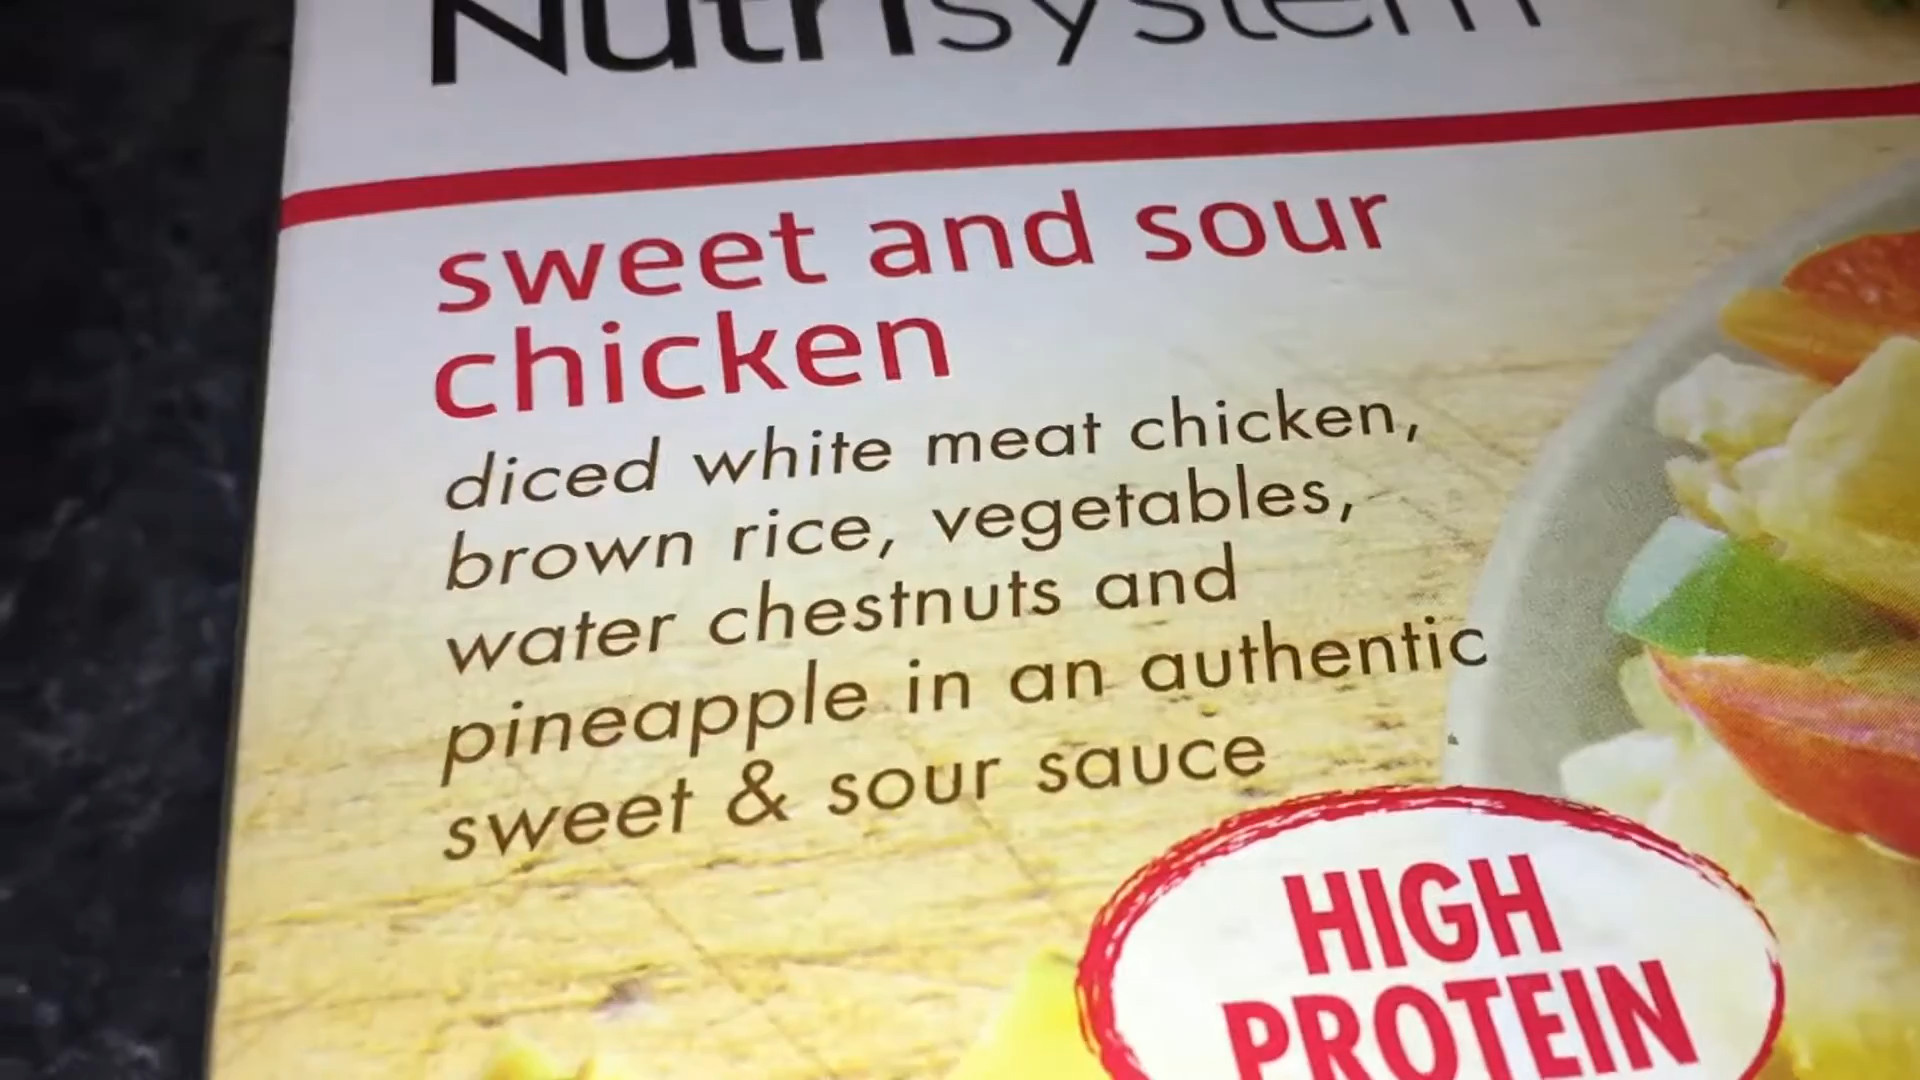 Nutrisystem
sweet and sour
chicken
diced white meat chicken,
brown rice, vegetables,
water chestnuts and
pineapple in an authentic
sweet & sour sauce
HIGH
PROTEIN